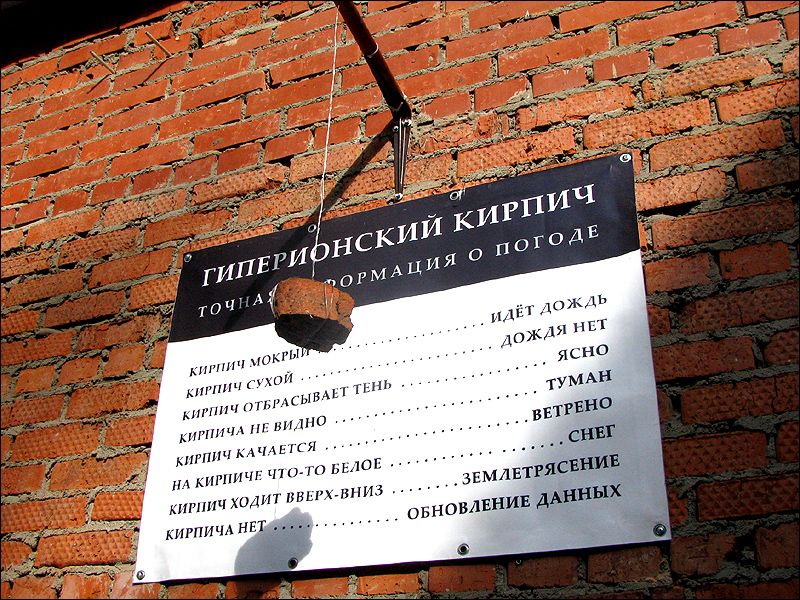 ГИПЕРИОНСКИЙ КИРПИЧ
ТОЧНАЯ ИНФОРМАЦИЯ О ПОГОДЕ
КИРПИЧ МОКРЫЙ .................... ИДЁТ ДОЖДЬ
КИРПИЧ СУХОЙ .......................... ДОЖДЯ НЕТ
КИРПИЧ ОТБРАСЫВАЕТ ТЕНЬ .................. ЯСНО
КИРПИЧА НЕ ВИДНО ......................... ТУМАН
КИРПИЧ КАЧАЕТСЯ ......................... ВЕТРЕНО
НА КИРПИЧЕ ЧТО-ТО БЕЛОЕ .................. СНЕГ
КИРПИЧ ХОДИТ ВВЕРХ-ВНИЗ ........ ЗЕМЛЕТРЯСЕНИЕ
КИРПИЧА НЕТ .............. ОБНОВЛЕНИЕ ДАННЫХ